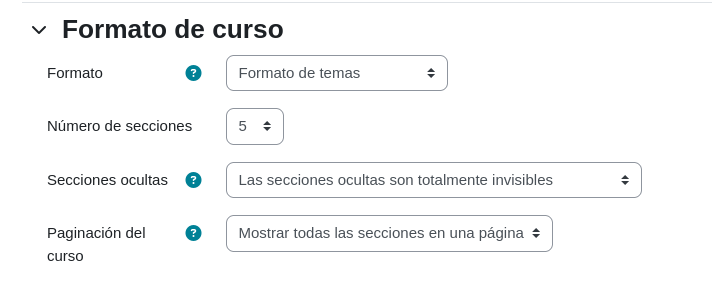 Formato de curso
Formato ? Formato de temas
Número de secciones 5
Secciones ocultas ? Las secciones ocultas son totalmente invisibles
Paginación del ? Mostrar todas las secciones en una página
curso